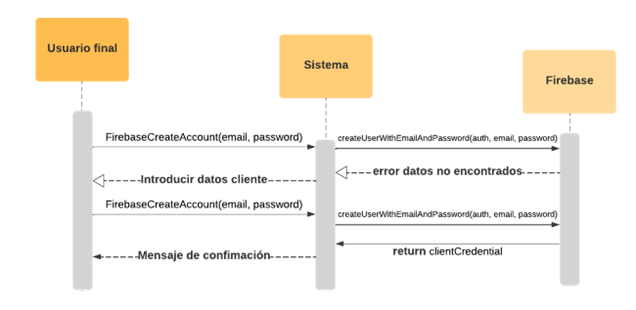 Usuario final
Sistema
Firebase
FirebaseCreateAccount(email, password)
createUserWithEmailAndPassword(auth, email, password)
error datos no encontrados
Introducir datos cliente
FirebaseCreateAccount(email, password)
createUserWithEmailAndPassword(auth, email, password)
return clientCredential
Mensaje de confimación